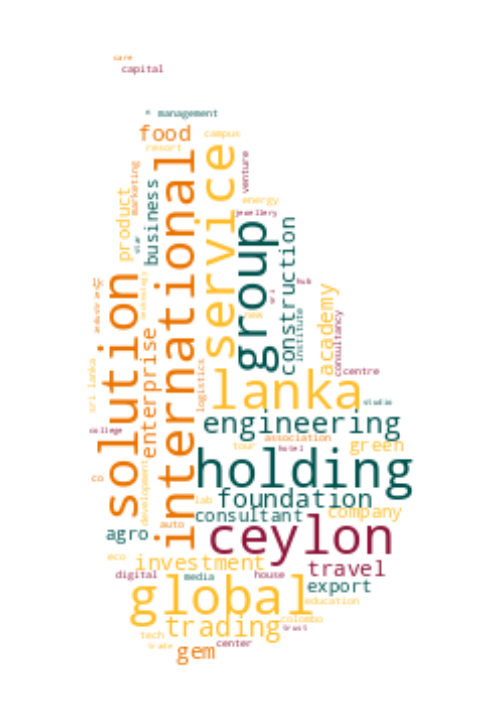 care
capital
* management
food
campus
resort
international
service
venture
marketing
product
business
star
energy
jewellery
group
construction
institute
sri
hub
new
solution
enterprise
academy
consultancy
centre
logistics
sri lanka
lanka
studio
college
engineering
association
tour
hotel
green
holding
co
development
lab
foundation
consultant
company
auto
agro
ceylon
eco
investment
travel
digital
media
house
export
global
education
colombo
trading
trust
tech
center
trade
gem